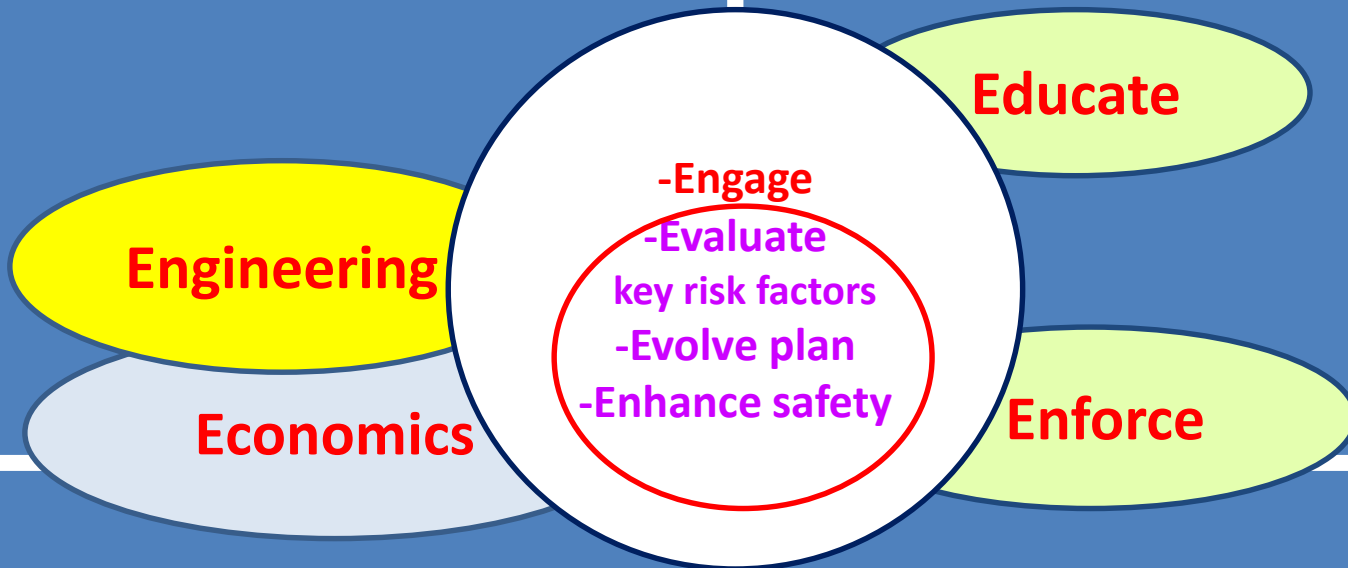 Educate
-Engage
-Evaluate
key risk factors
-Evolve plan
-Enhance safety
Engineering
Economics
Enforce